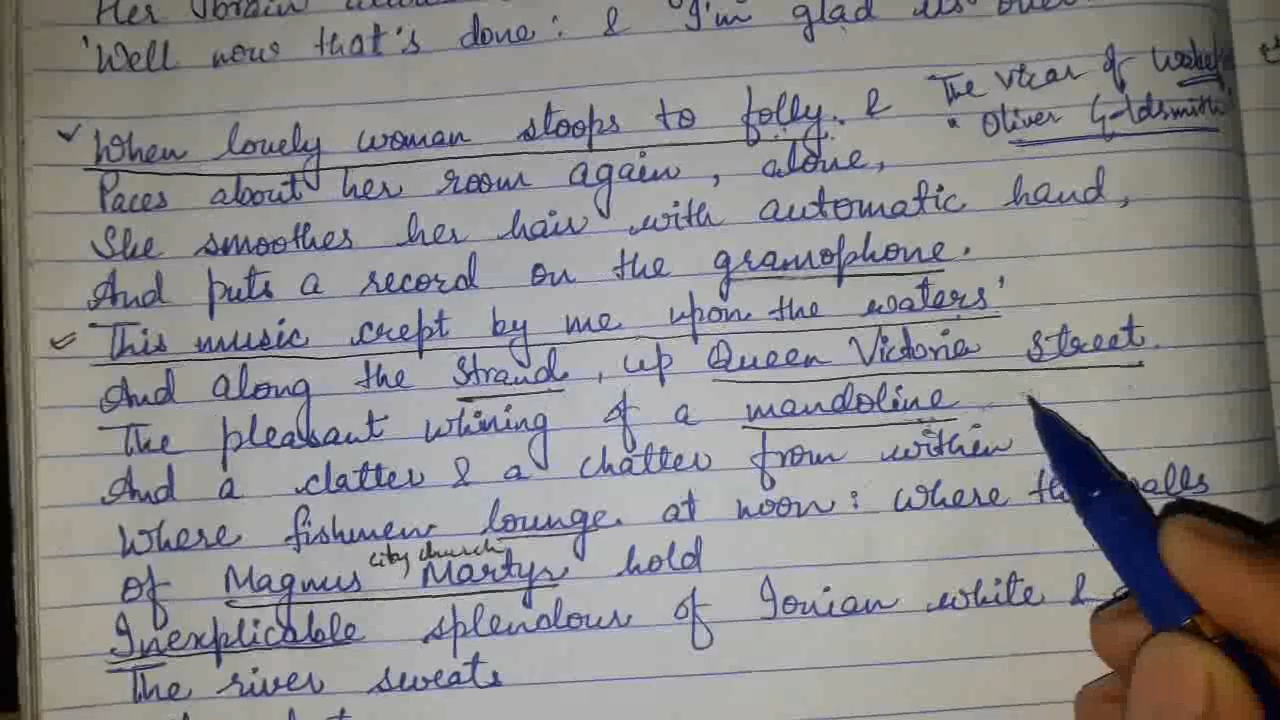 Her brain
'Well now that's done: & I'm glad its over
When lovely woman stoops to folly. & The vicar of
" Oliver Goldsmith"
Paces about her room again, alone,
She smoothes her hair with automatic hand,
And puts a record on the gramophone.
This music crept by me upon the waters'
And along the Strand, up Queen Victoria Street.
The pleasant whining of a mandoline
And a clatter & a chatter from within
Where fishmen lounge at noon: where the walls
city church
Of Magnus Martyr hold
Inexplicable splendour of Ionian white &
The river sweats